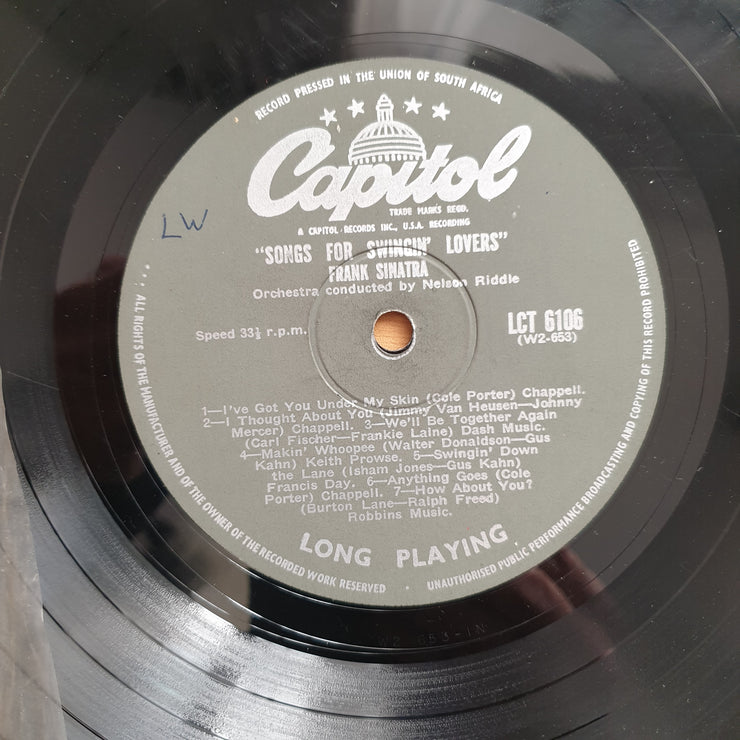 RECORD PRESSED IN THE UNION OF SOUTH AFRICA
Capitol
TRADE MARKS REGD.
A CAPITOL RECORDS INC., U.S.A. RECORDING
LW
"SONGS FOR SWINGIN' LOVERS"
FRANK SINATRA
Orchestra conducted by Nelson Riddle
Speed 33⅓ r.p.m.
LCT 6106
(W2-653)
1—I've Got You Under My Skin (Cole Porter) Chappell.
2—I Thought About You (Jimmy Van Heusen—Johnny
Mercer) Chappell. 3—We'll Be Together Again
(Carl Fischer—Frankie Laine) Dash Music.
4—Makin' Whoopee (Walter Donaldson—Gus
Kahn) Keith Prowse. 5—Swingin' Down
the Lane (Isham Jones—Gus Kahn)
Francis Day. 6—Anything Goes (Cole
Porter) Chappell. 7—How About You?
(Burton Lane—Ralph Freed)
Robbins Music.
LONG PLAYING
ALL RIGHTS OF THE MANUFACTURER AND OF THE OWNER OF THE RECORDED WORK RESERVED
UNAUTHORISED PUBLIC PERFORMANCE BROADCASTING AND COPYING OF THIS RECORD PROHIBITED
W2 653-1N